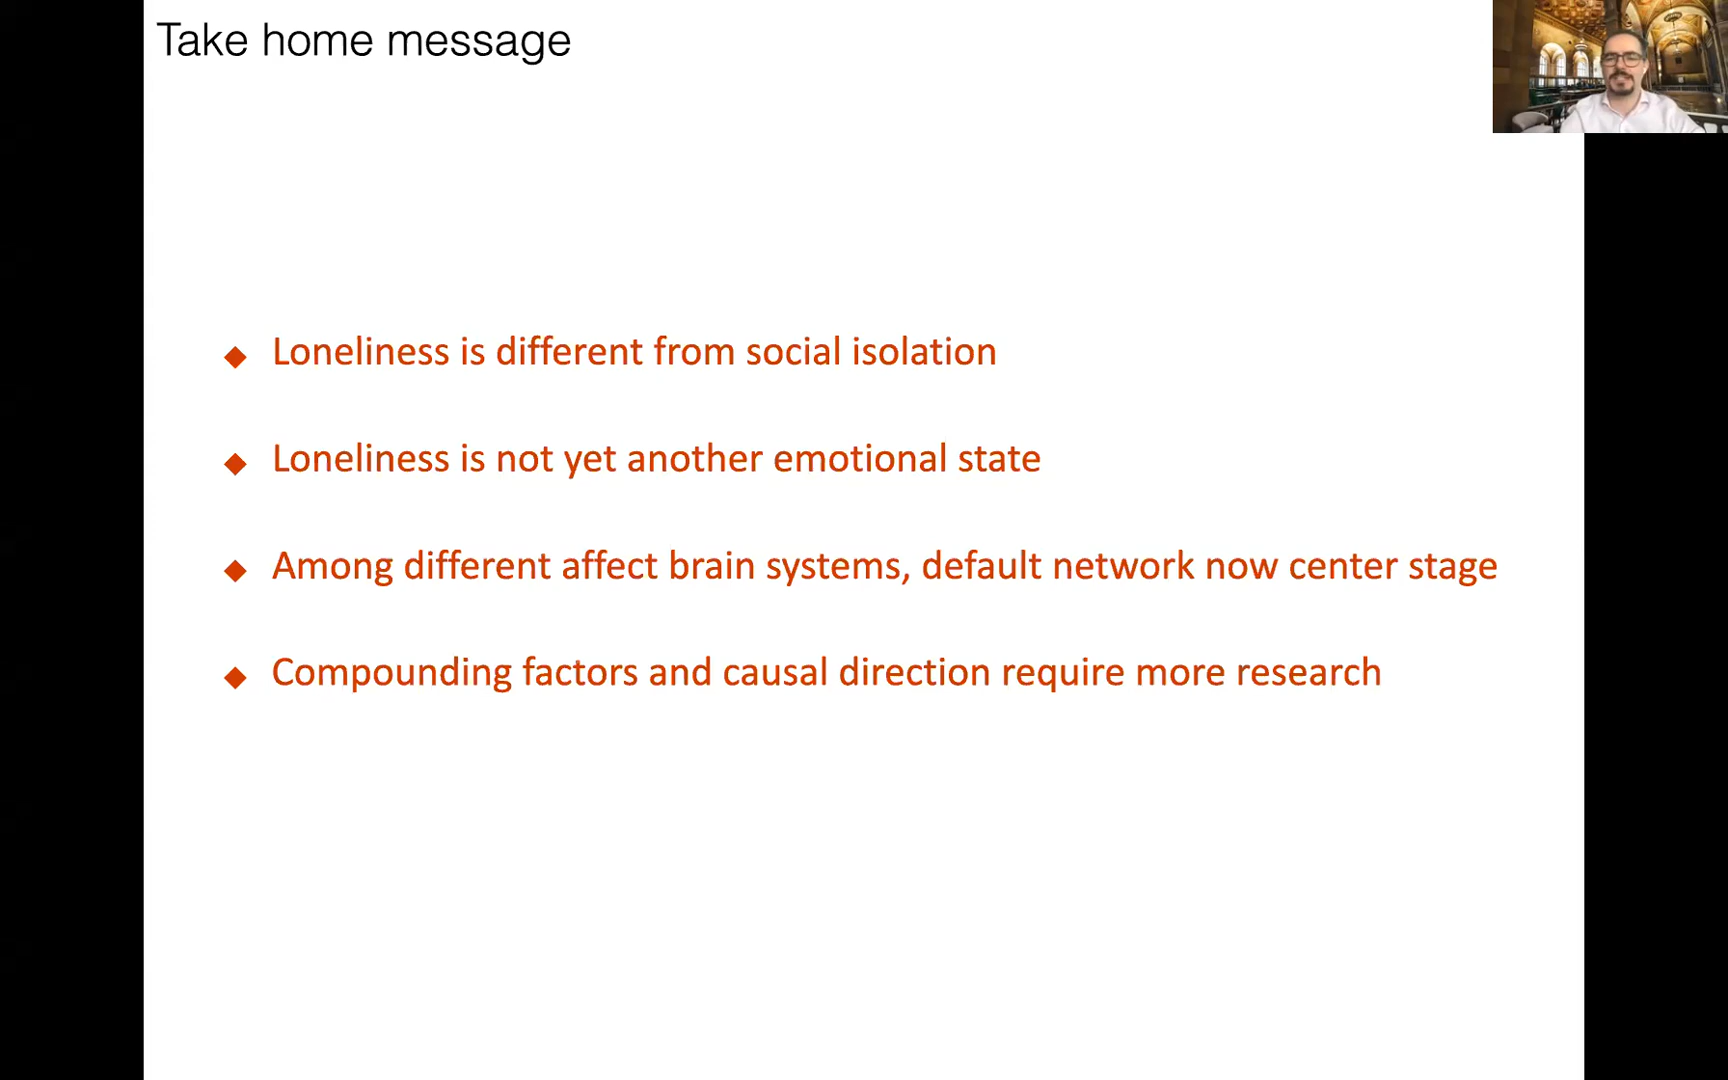 Take home message
Loneliness is different from social isolation
Loneliness is not yet another emotional state
Among different affect brain systems, default network now center stage
Compounding factors and causal direction require more research